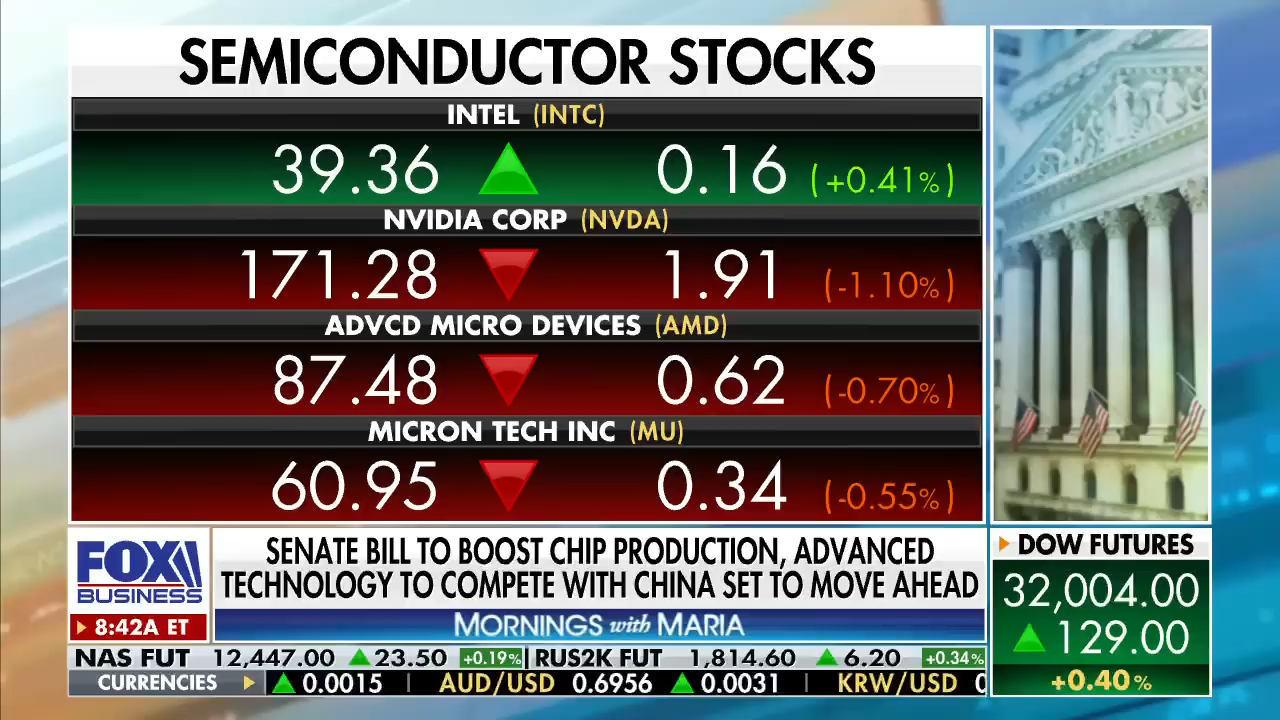 SEMICONDUCTOR STOCKS
INTEL (INTC)
39.36 ▲ 0.16 (+0.41%)
NVIDIA CORP (NVDA)
171.28 ▼ 1.91 (-1.10%)
ADVCD MICRO DEVICES (AMD)
87.48 ▼ 0.62 (-0.70%)
MICRON TECH INC (MU)
60.95 ▼ 0.34 (-0.55%)
FOX BUSINESS
8:42A ET
SENATE BILL TO BOOST CHIP PRODUCTION, ADVANCED
TECHNOLOGY TO COMPETE WITH CHINA SET TO MOVE AHEAD
MORNINGS with MARIA
DOW FUTURES
32,004.00
▲ 129.00
+0.40%
NAS FUT 12,447.00 ▲ 23.50 +0.19% RUS2K FUT 1,814.60 ▲ 6.20 +0.34%
CURRENCIES ▲ 0.0015 | AUD/USD 0.6956 ▲ 0.0031 | KRW/USD